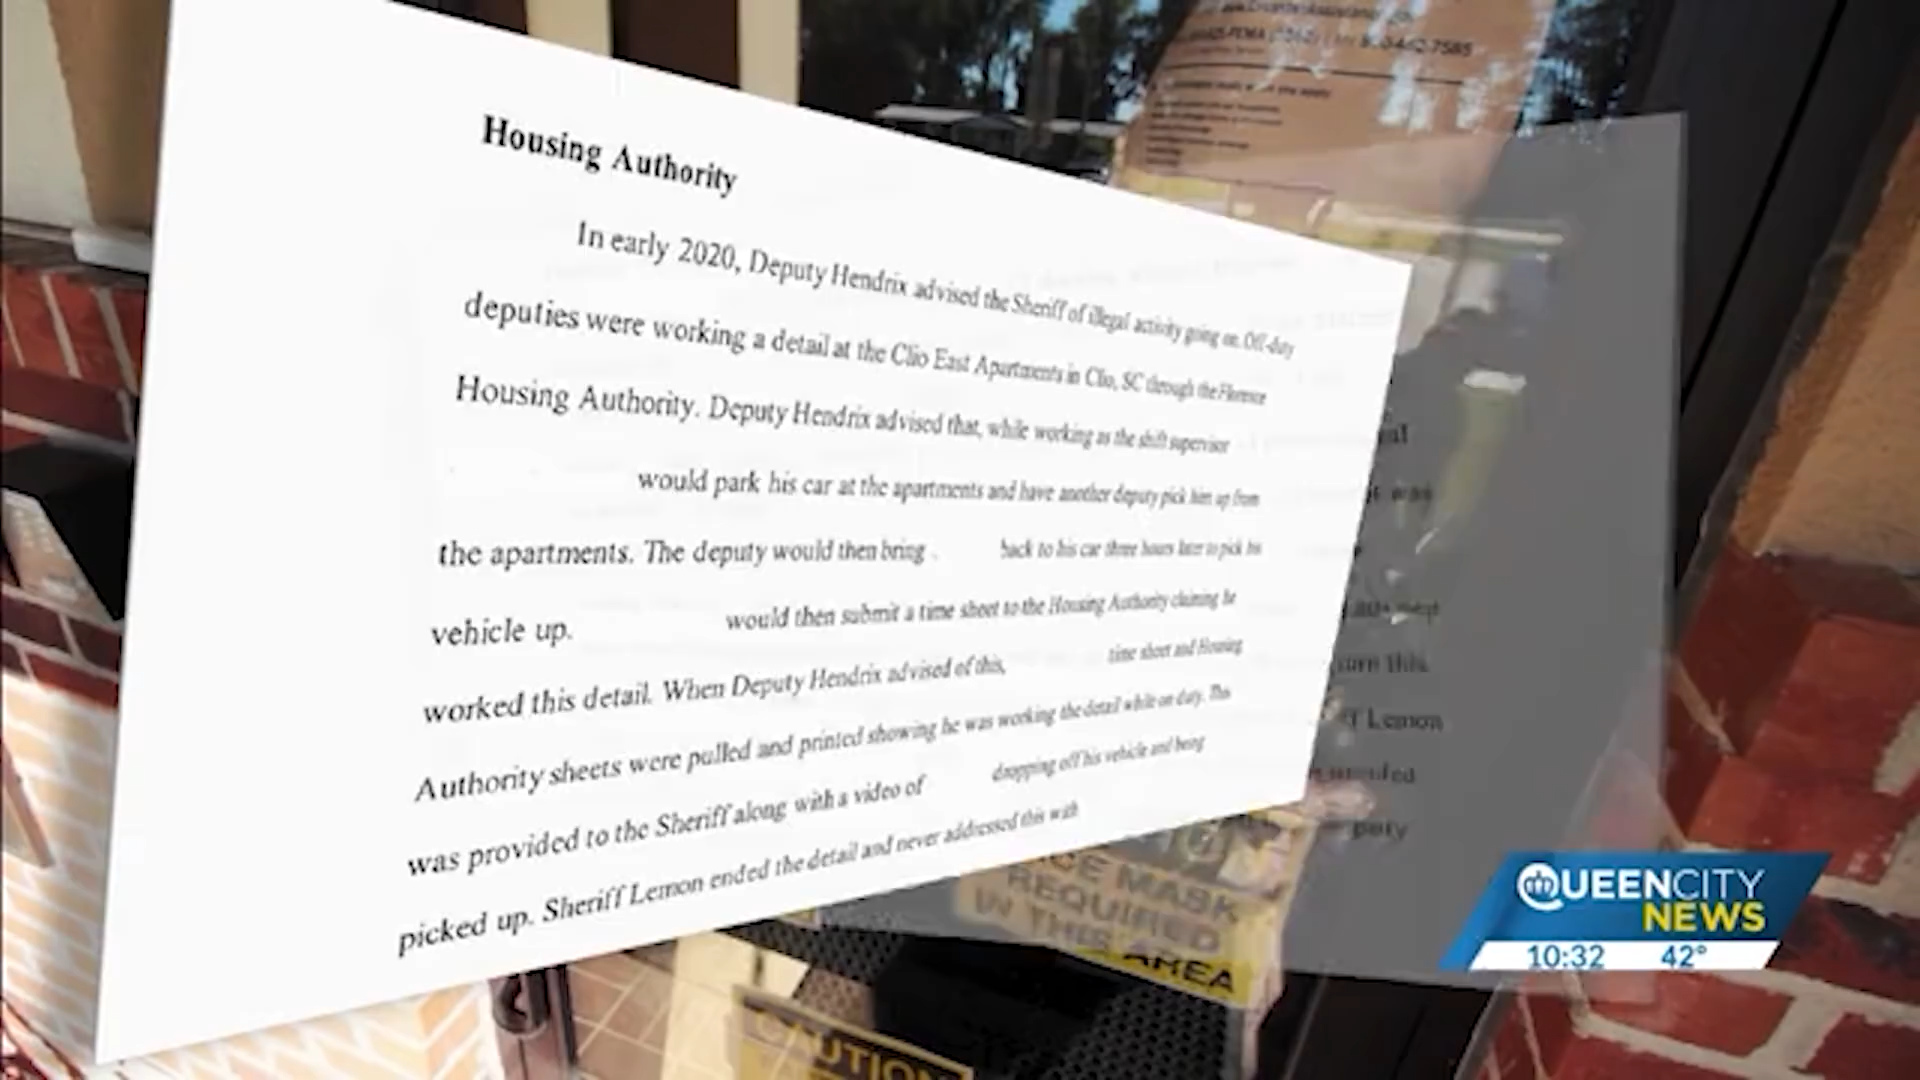 Housing Authority
In early 2020, Deputy Hendrix advised the Sheriff of illegal activity going on. Off-duty
deputies were working a detail at the Clio East Apartments in Clio, SC through the Florence
Housing Authority. Deputy Hendrix advised that, while working as the shift supervisor
would park his car at the apartments and have another deputy pick him up from
the apartments. The deputy would then bring back to his car three hours later to pick his
vehicle up. would then submit a time sheet to the Housing Authority claiming he
worked this detail. When Deputy Hendrix advised of this, time sheet and Housing
Authority sheets were pulled and printed showing he was working the detail while on duty. This
was provided to the Sheriff along with a video of dropping off his vehicle and being
picked up. Sheriff Lemon ended the detail and never addressed this with
was
this.
Lemon
MASK
REQUIRED
IN THIS AREA
CAUTION
QUEEN CITY
NEWS
10:32 42°